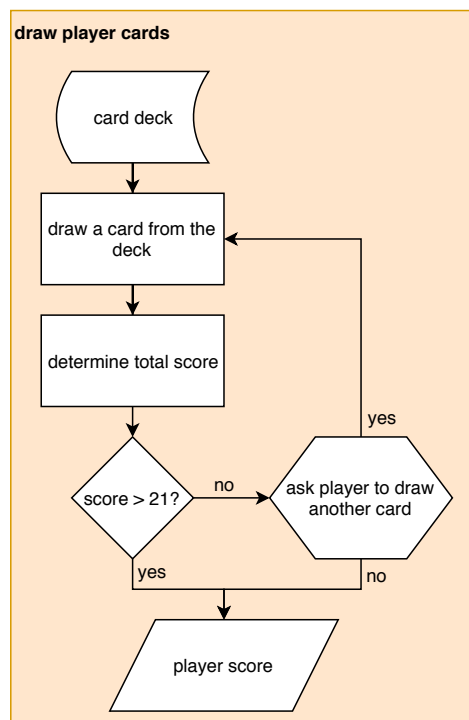 draw player cards
card deck
draw a card from the
deck
determine total score
yes
score > 21?
no
ask player to draw
another card
yes
no
player score